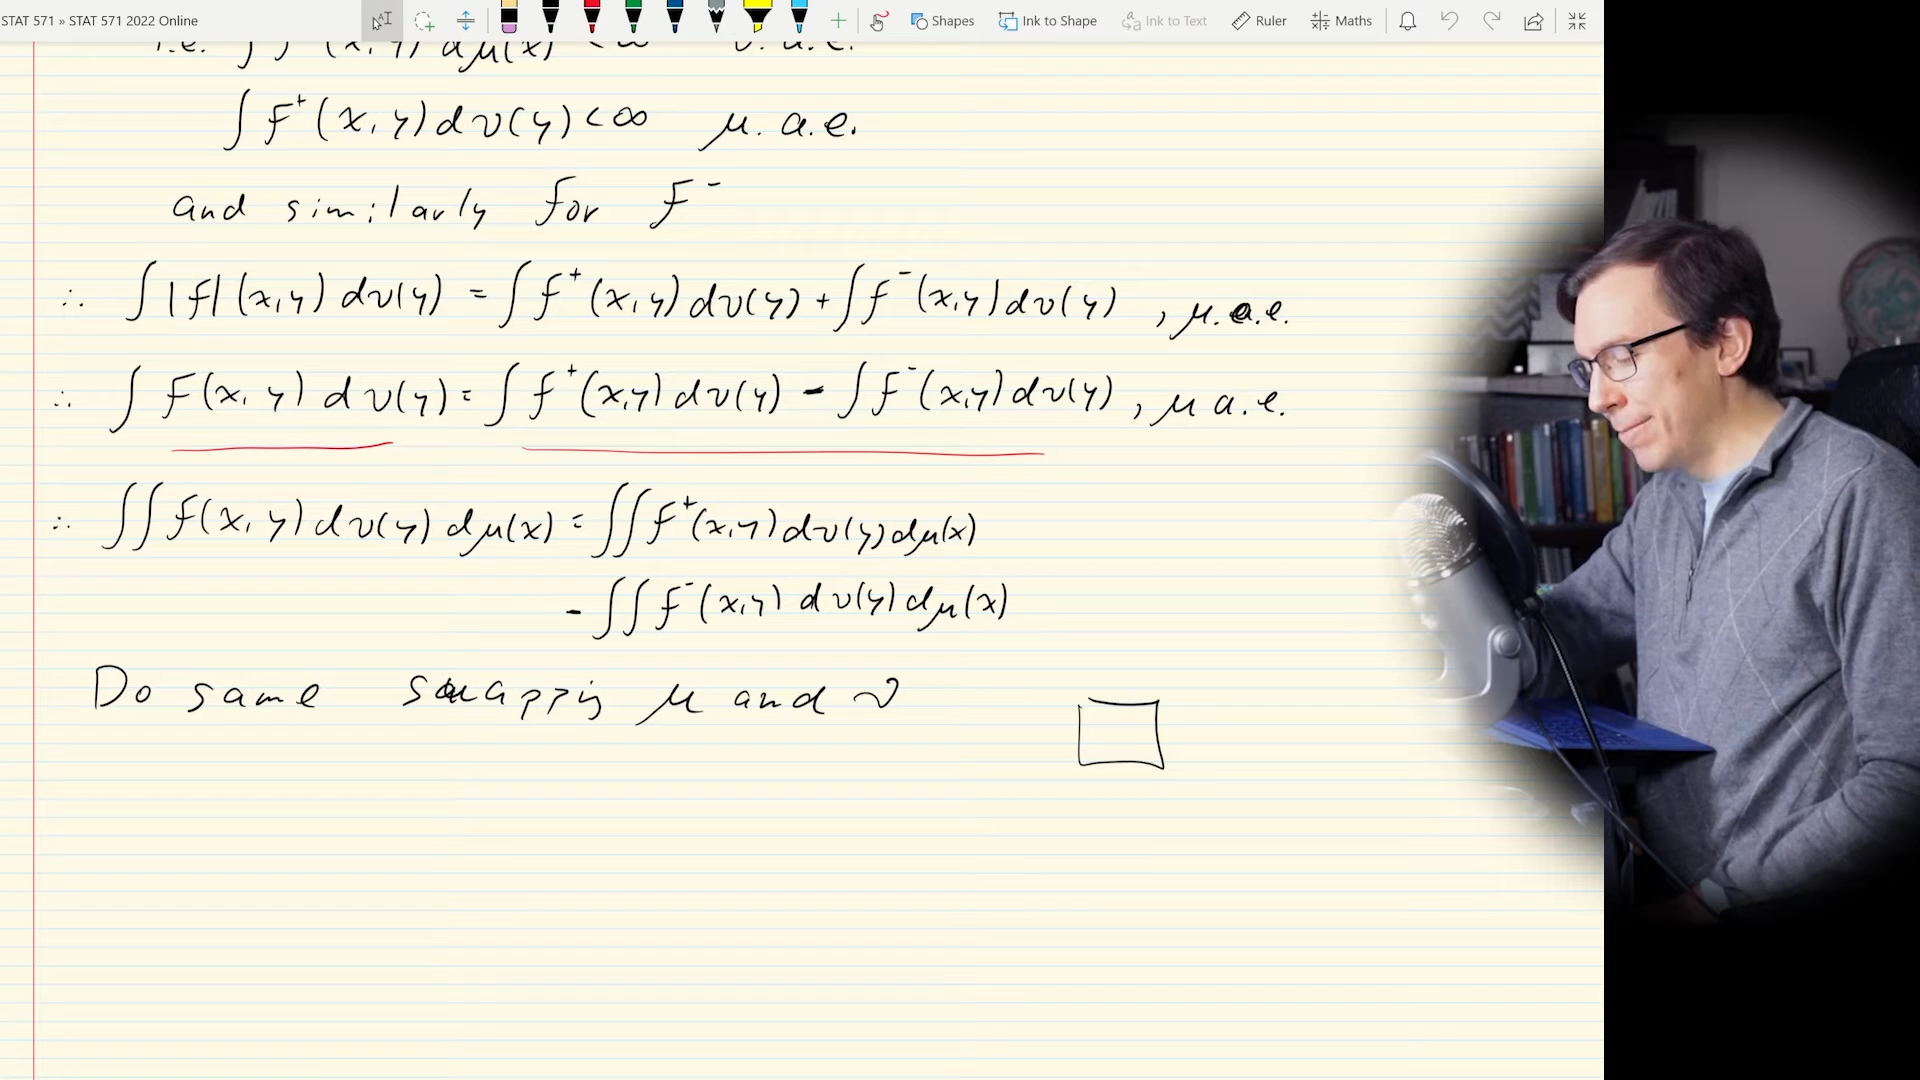 STAT 571 » STAT 571 2022 Online Shapes Ink to Shape Ink to Text Ruler Maths
i.e. ∫ f⁺(x,y) dμ(x) < ∞ ν. a.e.
∫ f⁺(x,y) dν(y) < ∞ μ. a.e.
and similarly for f⁻
∴ ∫ |f|(x,y) dν(y) = ∫ f⁺(x,y) dν(y) + ∫ f⁻(x,y) dν(y) , μ. a.e.
∴ ∫ f(x,y) dν(y) = ∫ f⁺(x,y) dν(y) - ∫ f⁻(x,y) dν(y) , μ a.e.
∴ ∫∫ f(x,y) dν(y) dμ(x) = ∫∫ f⁺(x,y) dν(y) dμ(x)
- ∫∫ f⁻(x,y) dν(y) dμ(x)
Do same swapping μ and ν □